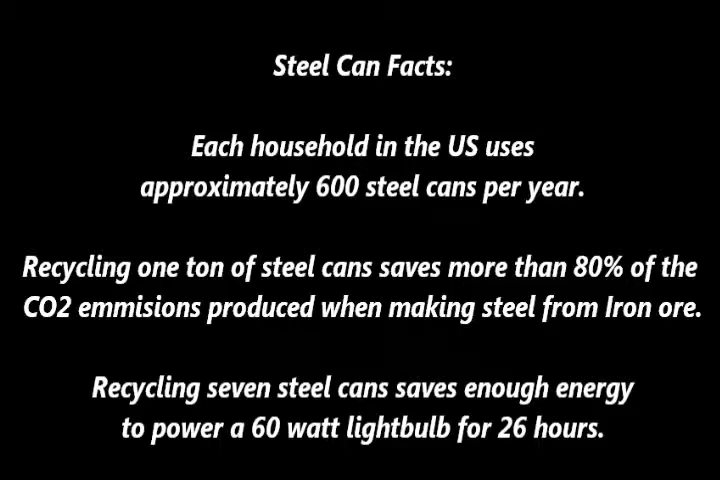 Steel Can Facts:
Each household in the US uses
approximately 600 steel cans per year.
Recycling one ton of steel cans saves more than 80% of the
CO2 emmisions produced when making steel from Iron ore.
Recycling seven steel cans saves enough energy
to power a 60 watt lightbulb for 26 hours.